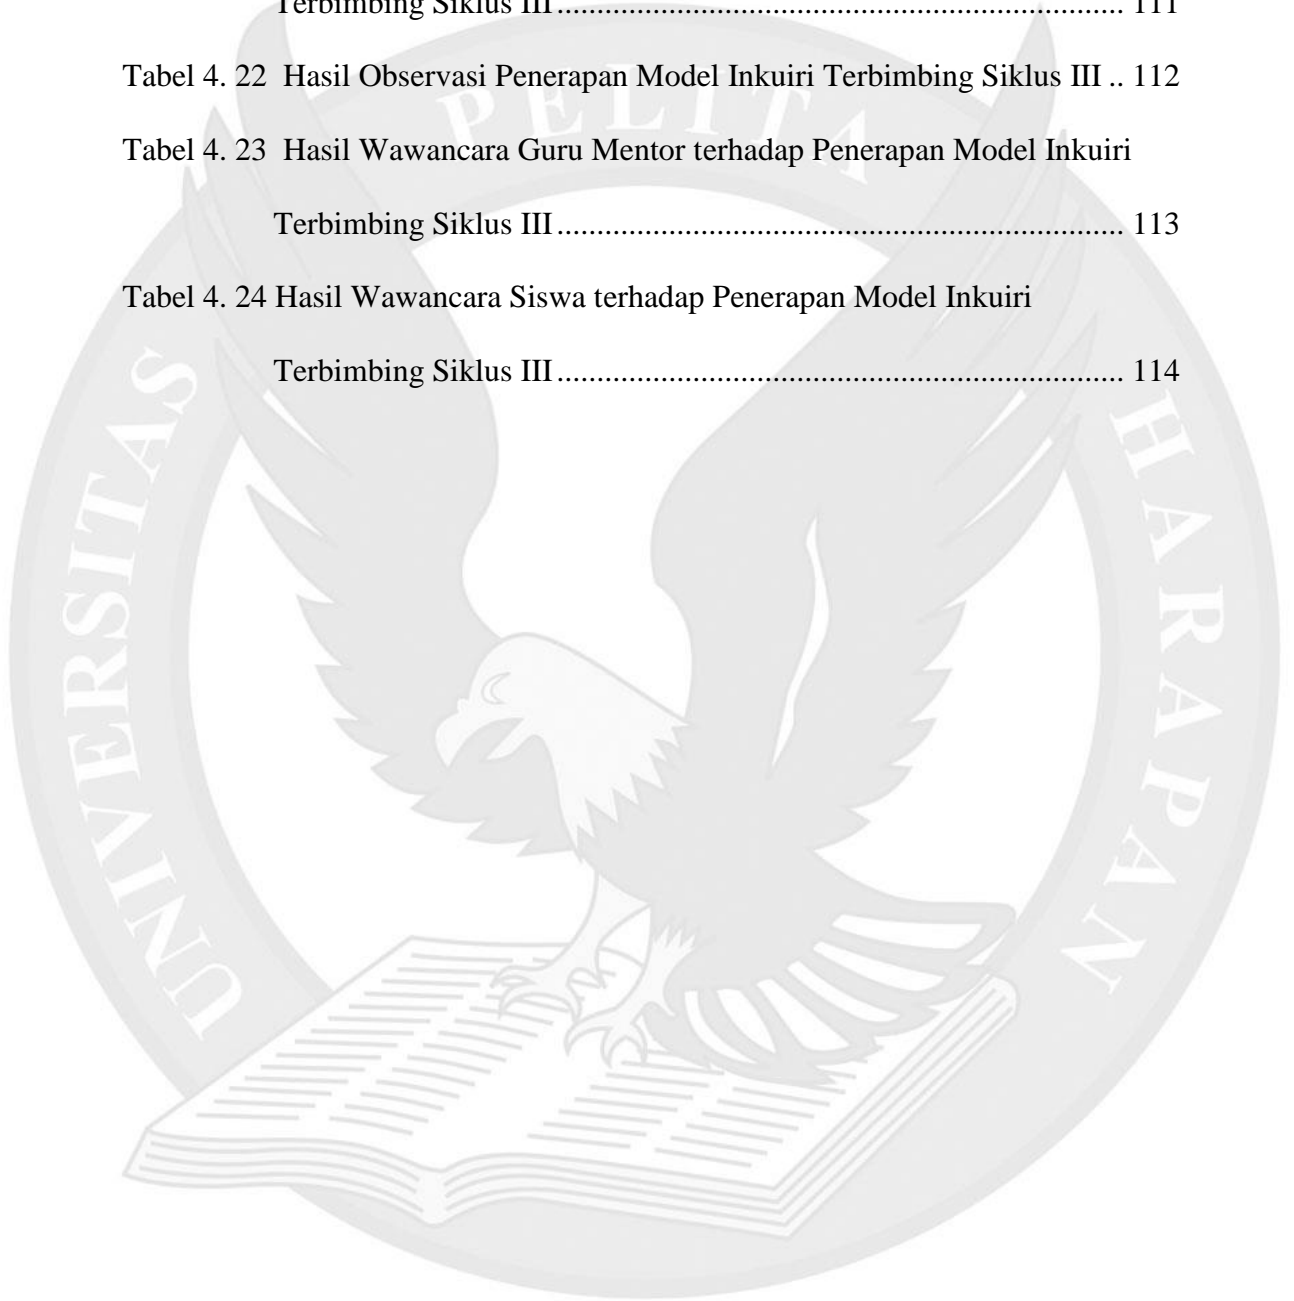 Terbimbing Siklus III ....................................................................... 111
Tabel 4. 22  Hasil Observasi Penerapan Model Inkuiri Terbimbing Siklus III .. 112
Tabel 4. 23  Hasil Wawancara Guru Mentor terhadap Penerapan Model Inkuiri
Terbimbing Siklus III ....................................................................... 113
Tabel 4. 24 Hasil Wawancara Siswa terhadap Penerapan Model Inkuiri
Terbimbing Siklus III ....................................................................... 114
UNIVERSITAS
PELITA
HARAPAN